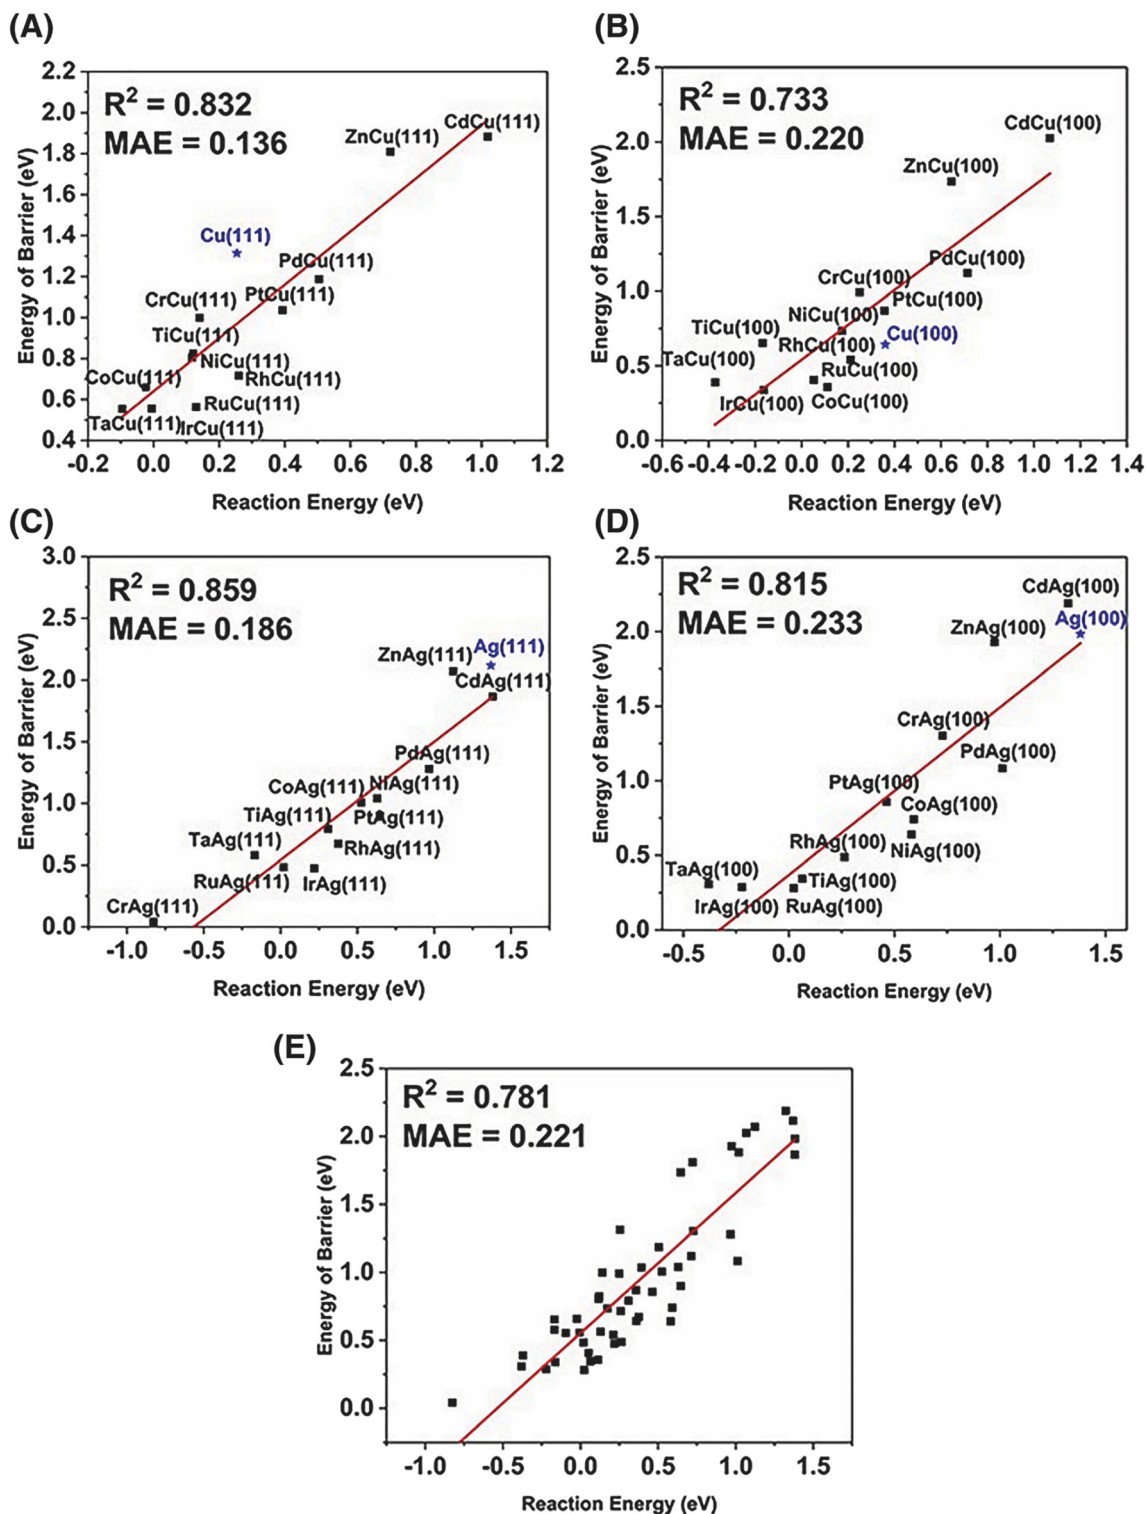 (A)
R² = 0.832
MAE = 0.136
CdCu(111)
ZnCu(111)
Cu(111)
PdCu(111)
CrCu(111)
PtCu(111)
TiCu(111)
NiCu(111)
CoCu(111)
RhCu(111)
RuCu(111)
TaCu(111)
IrCu(111)
2.2
2.0
1.8
1.6
1.4
1.2
1.0
0.8
0.6
0.4
-0.2 0.0 0.2 0.4 0.6 0.8 1.0 1.2
Energy of Barrier (eV)
Reaction Energy (eV)
(B)
R² = 0.733
MAE = 0.220
CdCu(100)
ZnCu(100)
PdCu(100)
CrCu(100)
PtCu(100)
NiCu(100)
TiCu(100)
Cu(100)
RhCu(100)
TaCu(100)
RuCu(100)
IrCu(100)
CoCu(100)
2.5
2.0
1.5
1.0
0.5
0.0
-0.6 -0.4 -0.2 0.0 0.2 0.4 0.6 0.8 1.0 1.2 1.4
Energy of Barrier (eV)
Reaction Energy (eV)
(C)
R² = 0.859
MAE = 0.186
Ag(111)
ZnAg(111)
CdAg(111)
PdAg(111)
CoAg(111)
NiAg(111)
TiAg(111)
PtAg(111)
TaAg(111)
RhAg(111)
RuAg(111)
IrAg(111)
CrAg(111)
3.0
2.5
2.0
1.5
1.0
0.5
0.0
-1.0 -0.5 0.0 0.5 1.0 1.5
Energy of Barrier (eV)
Reaction Energy (eV)
(D)
R² = 0.815
MAE = 0.233
CdAg(100)
Ag(100)
ZnAg(100)
CrAg(100)
PdAg(100)
PtAg(100)
CoAg(100)
RhAg(100)
NiAg(100)
TaAg(100)
TiAg(100)
IrAg(100)
RuAg(100)
2.5
2.0
1.5
1.0
0.5
0.0
-0.5 0.0 0.5 1.0 1.5
Energy of Barrier (eV)
Reaction Energy (eV)
(E)
R² = 0.781
MAE = 0.221
2.5
2.0
1.5
1.0
0.5
0.0
-1.0 -0.5 0.0 0.5 1.0 1.5
Energy of Barrier (eV)
Reaction Energy (eV)